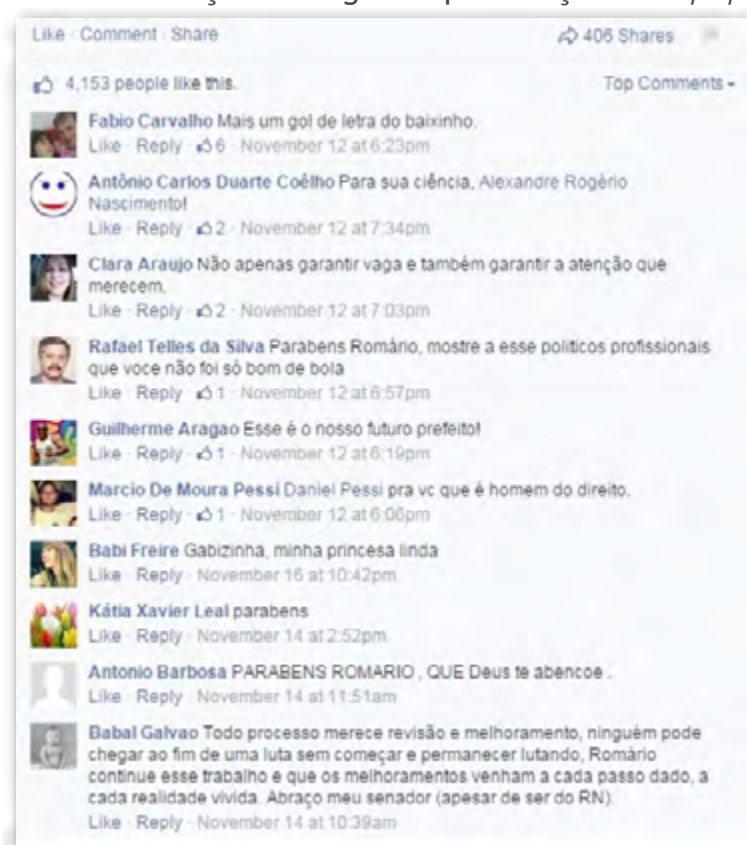 Like · Comment · Share 406 Shares
4,153 people like this. Top Comments
Fabio Carvalho Mais um gol de letra do baixinho.
Like · Reply · 6 · November 12 at 6:23pm
Antônio Carlos Duarte Coêlho Para sua ciência, Alexandre Rogério
Nascimento!
Like · Reply · 2 · November 12 at 7:34pm
Clara Araujo Não apenas garantir vaga e também garantir a atenção que
merecem.
Like · Reply · 2 · November 12 at 7:03pm
Rafael Telles da Silva Parabens Romário, mostre a esse politicos profissionais
que voce não foi só bom de bola
Like · Reply · 1 · November 12 at 6:57pm
Guilherme Aragao Esse é o nosso futuro prefeito!
Like · Reply · 1 · November 12 at 6:19pm
Marcio De Moura Pessi Daniel Pessi pra vc que é homem do direito.
Like · Reply · 1 · November 12 at 6:06pm
Babi Freire Gabizinha, minha princesa linda
Like · Reply · November 16 at 10:42pm
Kátia Xavier Leal parabens
Like · Reply · November 14 at 2:52pm
Antonio Barbosa PARABENS ROMARIO , QUE Deus te abencoe .
Like · Reply · November 14 at 11:51am
Babal Galvao Todo processo merece revisão e melhoramento, ninguém pode
chegar ao fim de uma luta sem começar e permanecer lutando, Romário
continue esse trabalho e que os melhoramentos venham a cada passo dado, a
cada realidade vivida. Abraço meu senador (apesar de ser do RN).
Like · Reply · November 14 at 10:39am